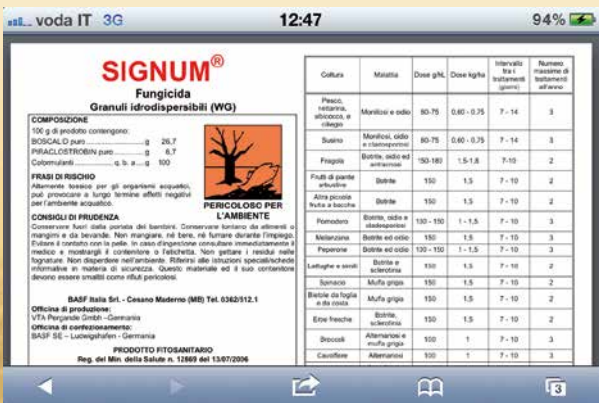 voda IT 3G
12:47
94%
SIGNUM®
Fungicida
Granuli idrodispersibili (WG)
COMPOSIZIONE
100 g di prodotto contengono:
BOSCALID puro g 26,7
PIRACLOSTROBIN puro g 6,7
Coformulanti q. b. a g 100
FRASI DI RISCHIO
Altamente tossico per gli organismi acquatici,
può provocare a lungo termine effetti negativi
per l'ambiente acquatico.
PERICOLOSO PER
L'AMBIENTE
CONSIGLI DI PRUDENZA
Conservare fuori dalla portata dei bambini. Conservare lontano da alimenti o
mangimi e da bevande. Non mangiare, né bere, né fumare durante l'impiego.
Evitare il contatto con la pelle. In caso d'ingestione consultare immediatamente il
medico e mostrargli il contenitore o l'etichetta. Non gettare i residui nelle
fognature. Non disperdere nell'ambiente. Riferirsi alle istruzioni speciali/schede
informative in materia di sicurezza. Questo materiale ed il suo contenitore
devono essere smaltiti come rifiuti pericolosi.
BASF Italia Srl. - Cesano Maderno (MB) Tel. 0362/512.1
Officina di produzione:
VTA Pergande Gmbh –Germania
Officina di confezionamento:
BASF SE – Ludwigshafen - Germania
PRODOTTO FITOSANITARIO
Reg. del Min. della Salute n. 12869 del 13/07/2006
Coltura Malattia Dose g/hL Dose kg/ha Intervallo tra i trattamenti (giorni) Numero massimo di trattamenti all'anno
Pesco, nettarina, albicocco, e ciliegio Monilosi e oidio 60-75 0,60 - 0,75 7 - 14 3
Susino Monilosi, oidio e cladosporiosi 60-75 0,60 - 0,75 7 - 14 3
Fragola Botrite, oidio ed antracnosi 150-180 1,5-1,8 7-10 2
Frutti di piante arbustive Botrite 150 1,5 7 - 10 2
Altra piccola frutta a bacche Botrite 150 1,5 7 - 10 2
Pomodoro Botrite, oidio e cladosporiosi 100 - 150 1 - 1,5 7 - 10 3
Melanzana Botrite ed oidio 150 1,5 7 - 10 3
Peperone Botrite ed oidio 100 - 150 1 - 1,5 7 - 10 3
Lattughe e simili Botrite e sclerotinia 150 1,5 7 - 10 2
Spinacio Muffa grigia 150 1,5 7 - 10 2
Bietole da foglia e da costa Muffa grigia 150 1,5 7 - 10 2
Erbe fresche Botrite, sclerotinia 150 1,5 7 - 10 2
Broccoli Alternariosi e muffa grigia 100 1 7 - 10 3
Cavolfiore Alternariosi 100 1 7 - 10 3
3